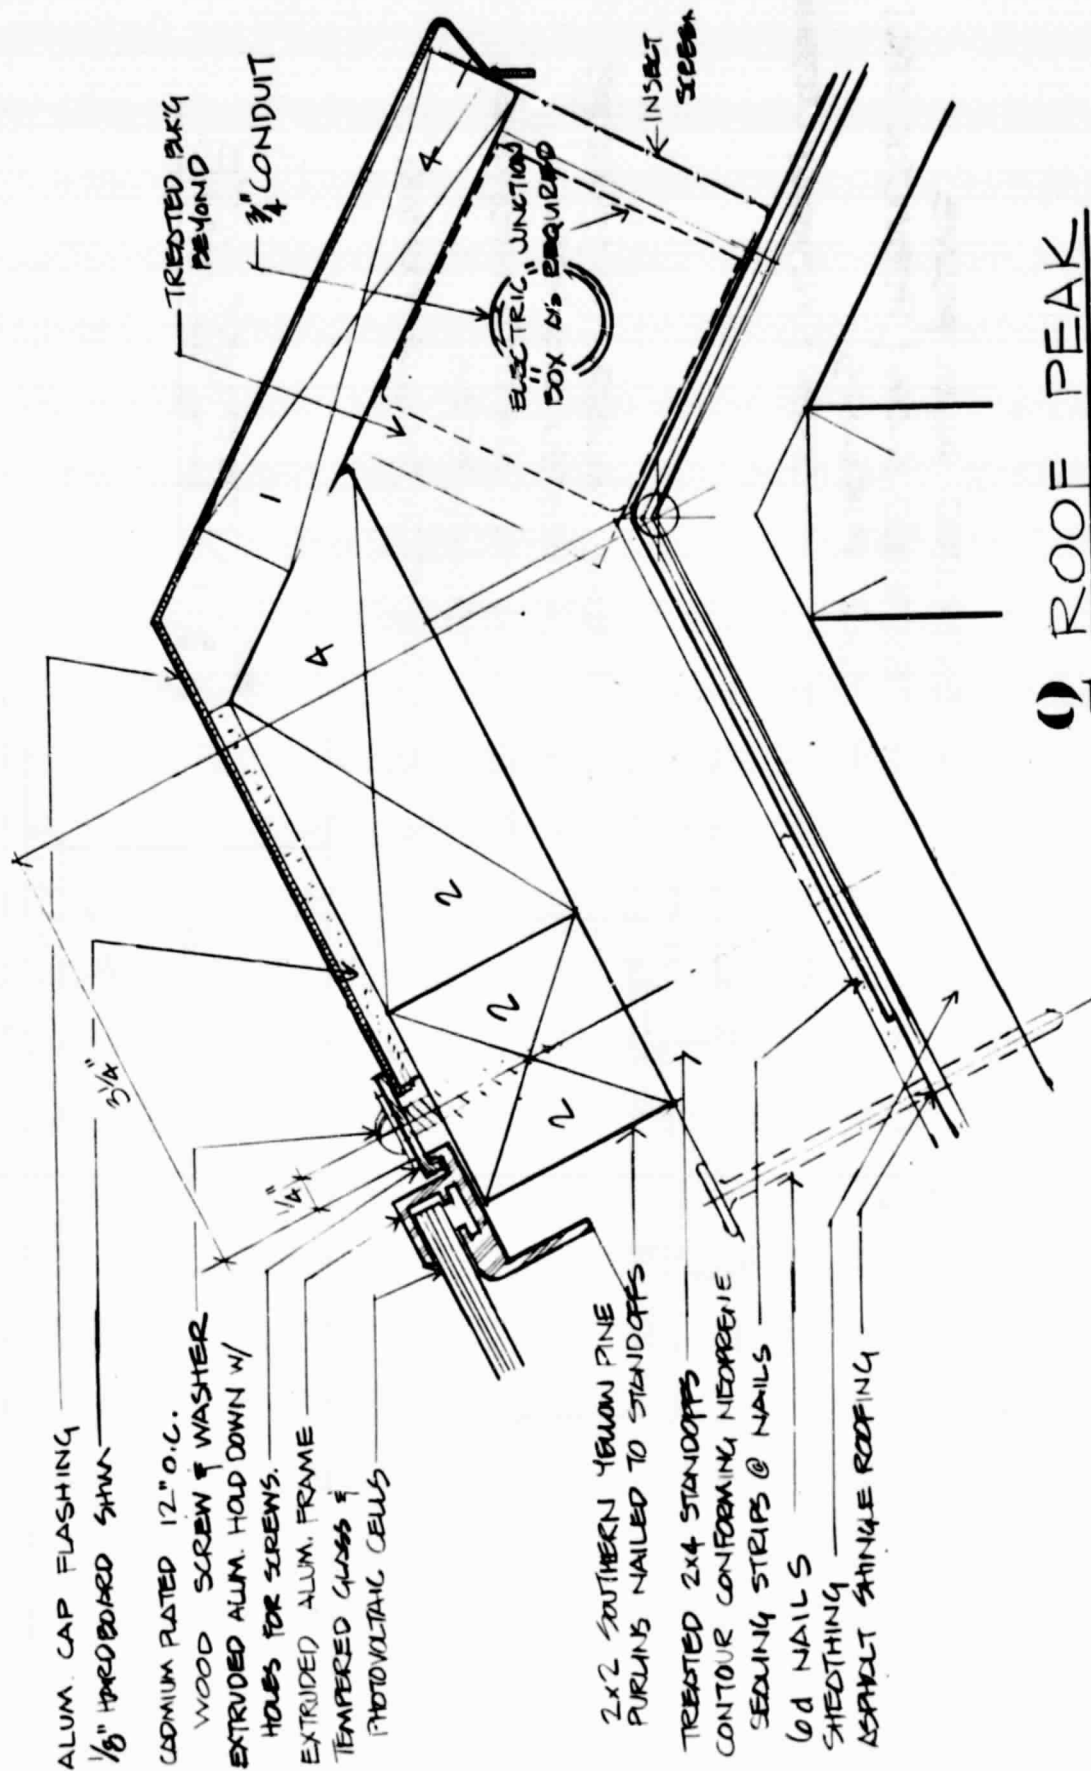 ALUM. CAP FLASHING
1/8" HARDBOARD SHIM
CADMIUM PLATED 12" O.C.
WOOD SCREW & WASHER
EXTRUDED ALUM. HOLD DOWN W/
HOLES FOR SCREWS.
EXTRUDED ALUM. FRAME
TEMPERED GLASS &
PHOTOVOLTAIC CELLS
2x2 SOUTHERN YELLOW PINE
PURLINS NAILED TO STANDOFFS
TREATED 2x4 STANDOFFS
CONTOUR CONFORMING NEOPRENE
SEALING STRIPS @ NAILS
6d NAILS
SHEATHING
ASPHALT SHINGLE ROOFING
3 1/4"
1/4"
2
2
2
4
1
4
TREATED BLK'G
BEYOND
3/4" CONDUIT
ELECTRIC JUNCTION
BOX AS REQUIRED
INSECT
SCREEN
9 ROOF PEAK